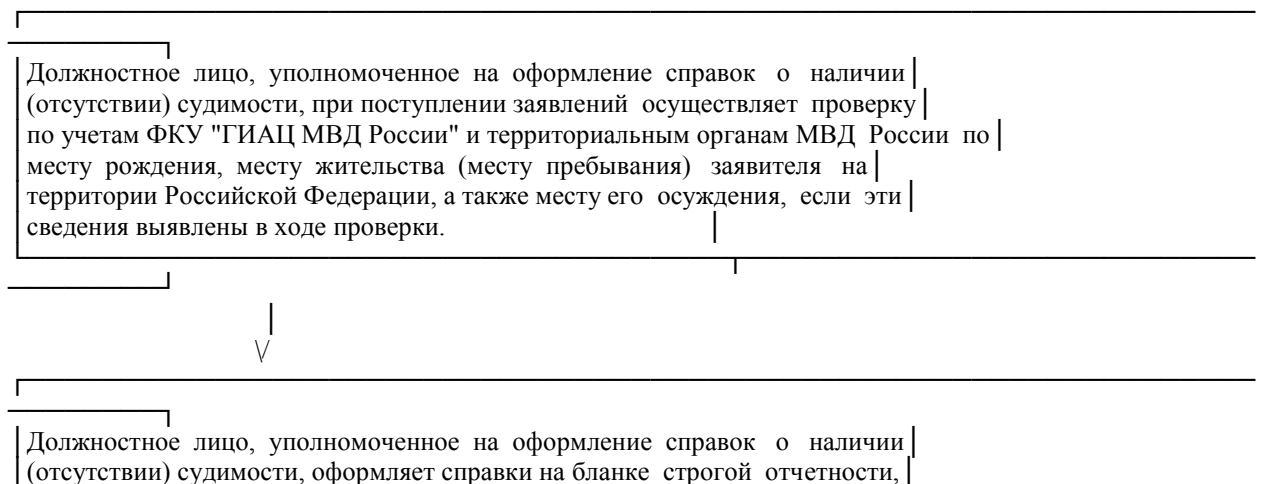 Должностное лицо, уполномоченное на оформление справок о наличии
(отсутствии) судимости, при поступлении заявлений осуществляет проверку
по учетам ФКУ "ГИАЦ МВД России" и территориальным органам МВД России по
месту рождения, месту жительства (месту пребывания) заявителя на
территории Российской Федерации, а также месту его осуждения, если эти
сведения выявлены в ходе проверки.
Должностное лицо, уполномоченное на оформление справок о наличии
(отсутствии) судимости, оформляет справки на бланке строгой отчетности,